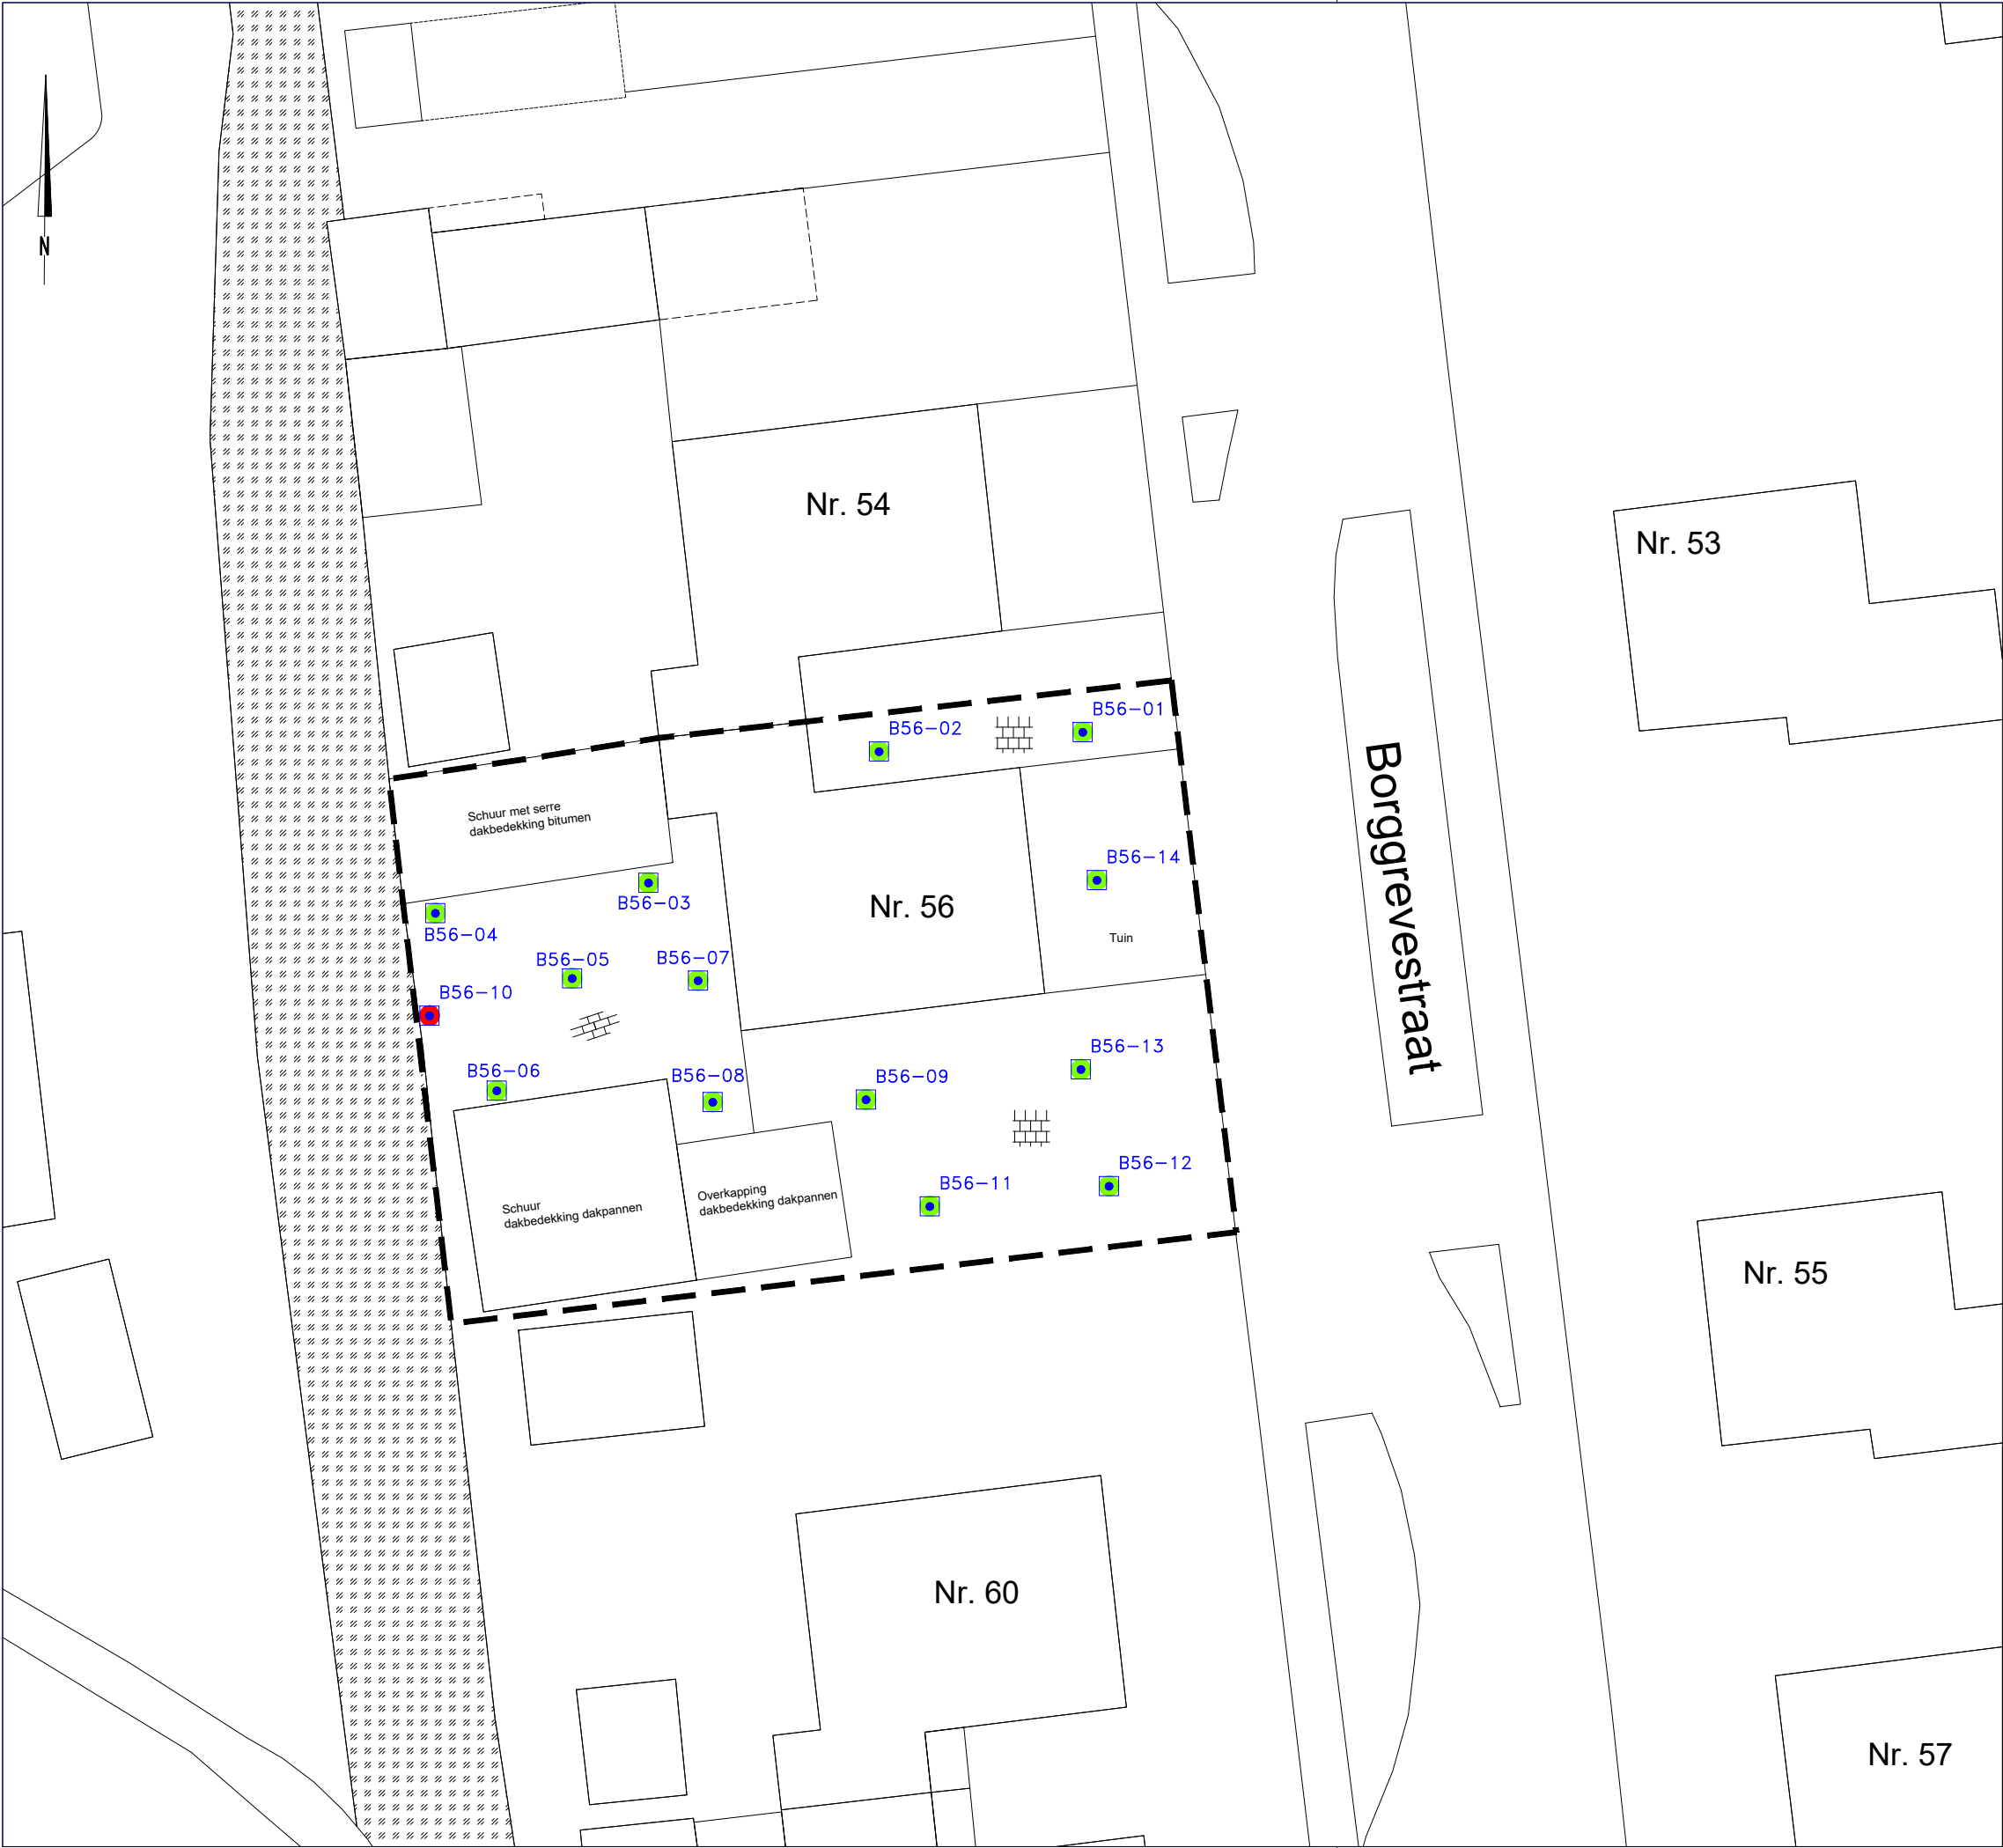 N
Nr. 54
Nr. 53
B56-01
B56-02
Schuur met serre
dakbedekking bitumen
B56-14
B56-03
Nr. 56
B56-04
Tuin
B56-05
B56-07
B56-10
Borggrevestraat
B56-13
B56-06
B56-08
B56-09
B56-12
B56-11
Overkapping
dakbedekking dakpannen
Schuur
dakbedekking dakpannen
Nr. 55
Nr. 60
Nr. 57